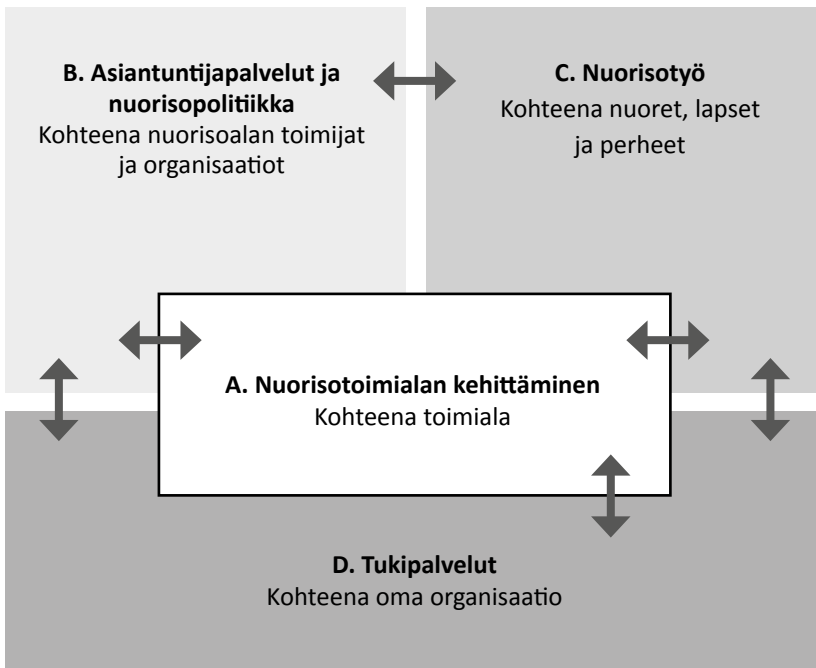 B. Asiantuntijapalvelut ja
nuorisopolitiikka
Kohteena nuorisoalan toimijat
ja organisaatiot
C. Nuorisotyö
Kohteena nuoret, lapset
ja perheet
A. Nuorisotoimialan kehittäminen
Kohteena toimiala
D. Tukipalvelut
Kohteena oma organisaatio